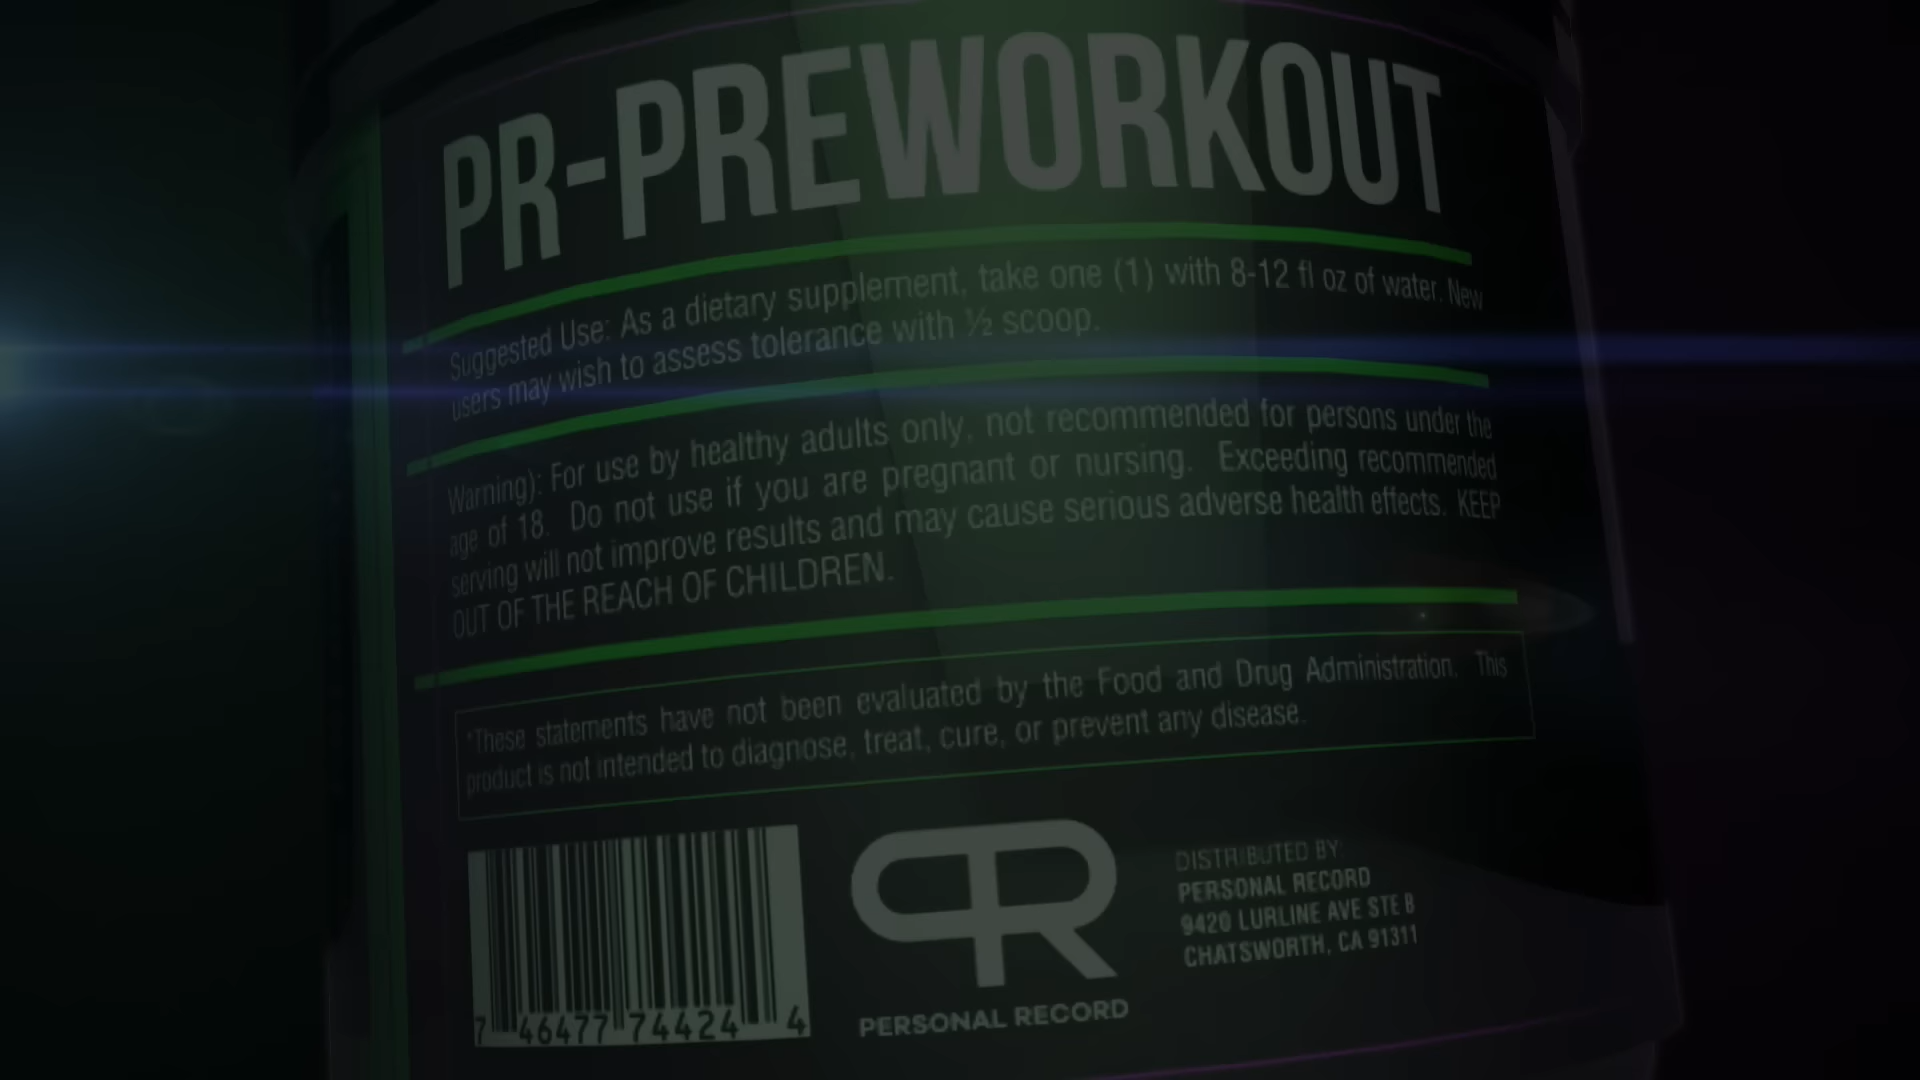 PR-PREWORKOUT
Suggested Use: As a dietary supplement, take one (1) with 8-12 fl oz of water. New
users may wish to assess tolerance with ½ scoop.
Warning): For use by healthy adults only, not recommended for persons under the
age of 18. Do not use if you are pregnant or nursing. Exceeding recommended
serving will not improve results and may cause serious adverse health effects. KEEP
OUT OF THE REACH OF CHILDREN.
*These statements have not been evaluated by the Food and Drug Administration. This
product is not intended to diagnose, treat, cure, or prevent any disease.
7 46477 74424 4
PR
PERSONAL RECORD
DISTRIBUTED BY
PERSONAL RECORD
9420 LURLINE AVE STE B
CHATSWORTH, CA 91311